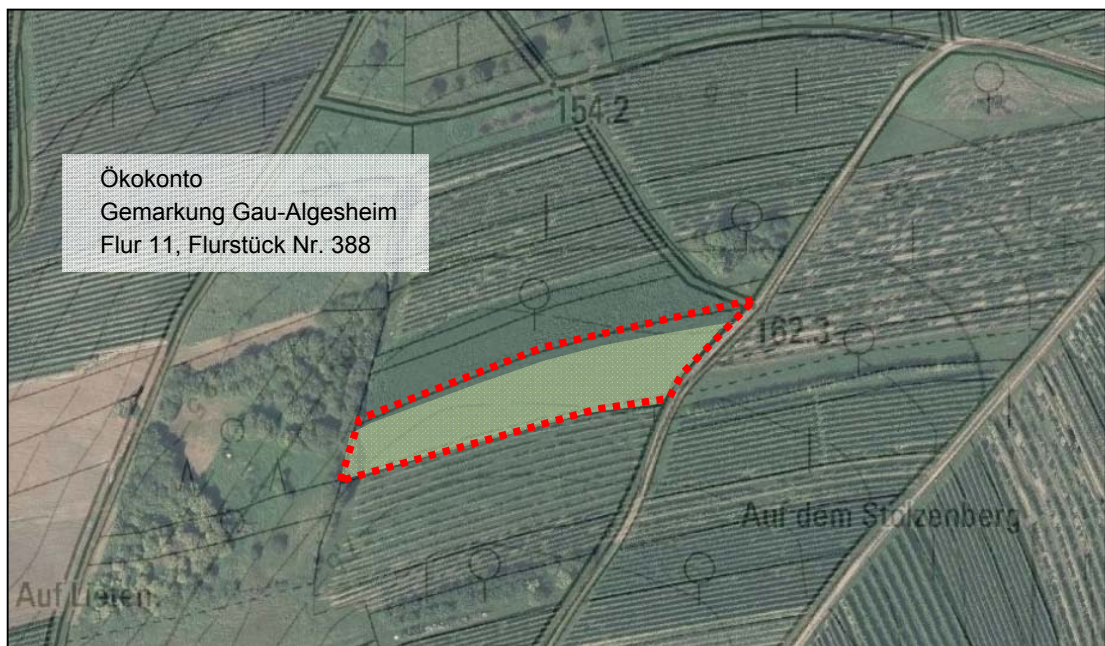 154.2
Ökokonto
Gemarkung Gau-Algesheim
Flur 11, Flurstück Nr. 388
162.3
Auf dem Stolzenberg
Auf Lieten